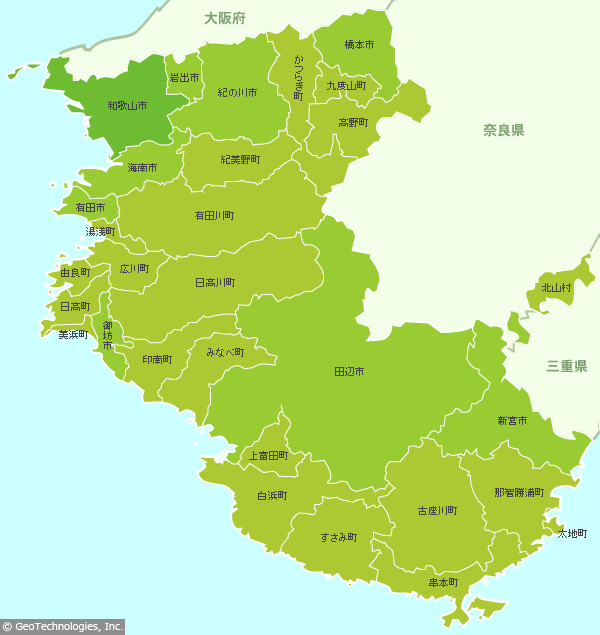 大阪府
橋本市
かつらぎ町
岩出市
九度山町
紀の川市
和歌山市
高野町
奈良県
紀美野町
海南市
有田市
有田川町
湯浅町
広川町
由良町
日高川町
北山村
日高町
御坊市
美浜町
みなべ町
印南町
三重県
田辺市
新宮市
上富田町
白浜町
那智勝浦町
古座川町
すさみ町
太地町
串本町
© GeoTechnologies, Inc.